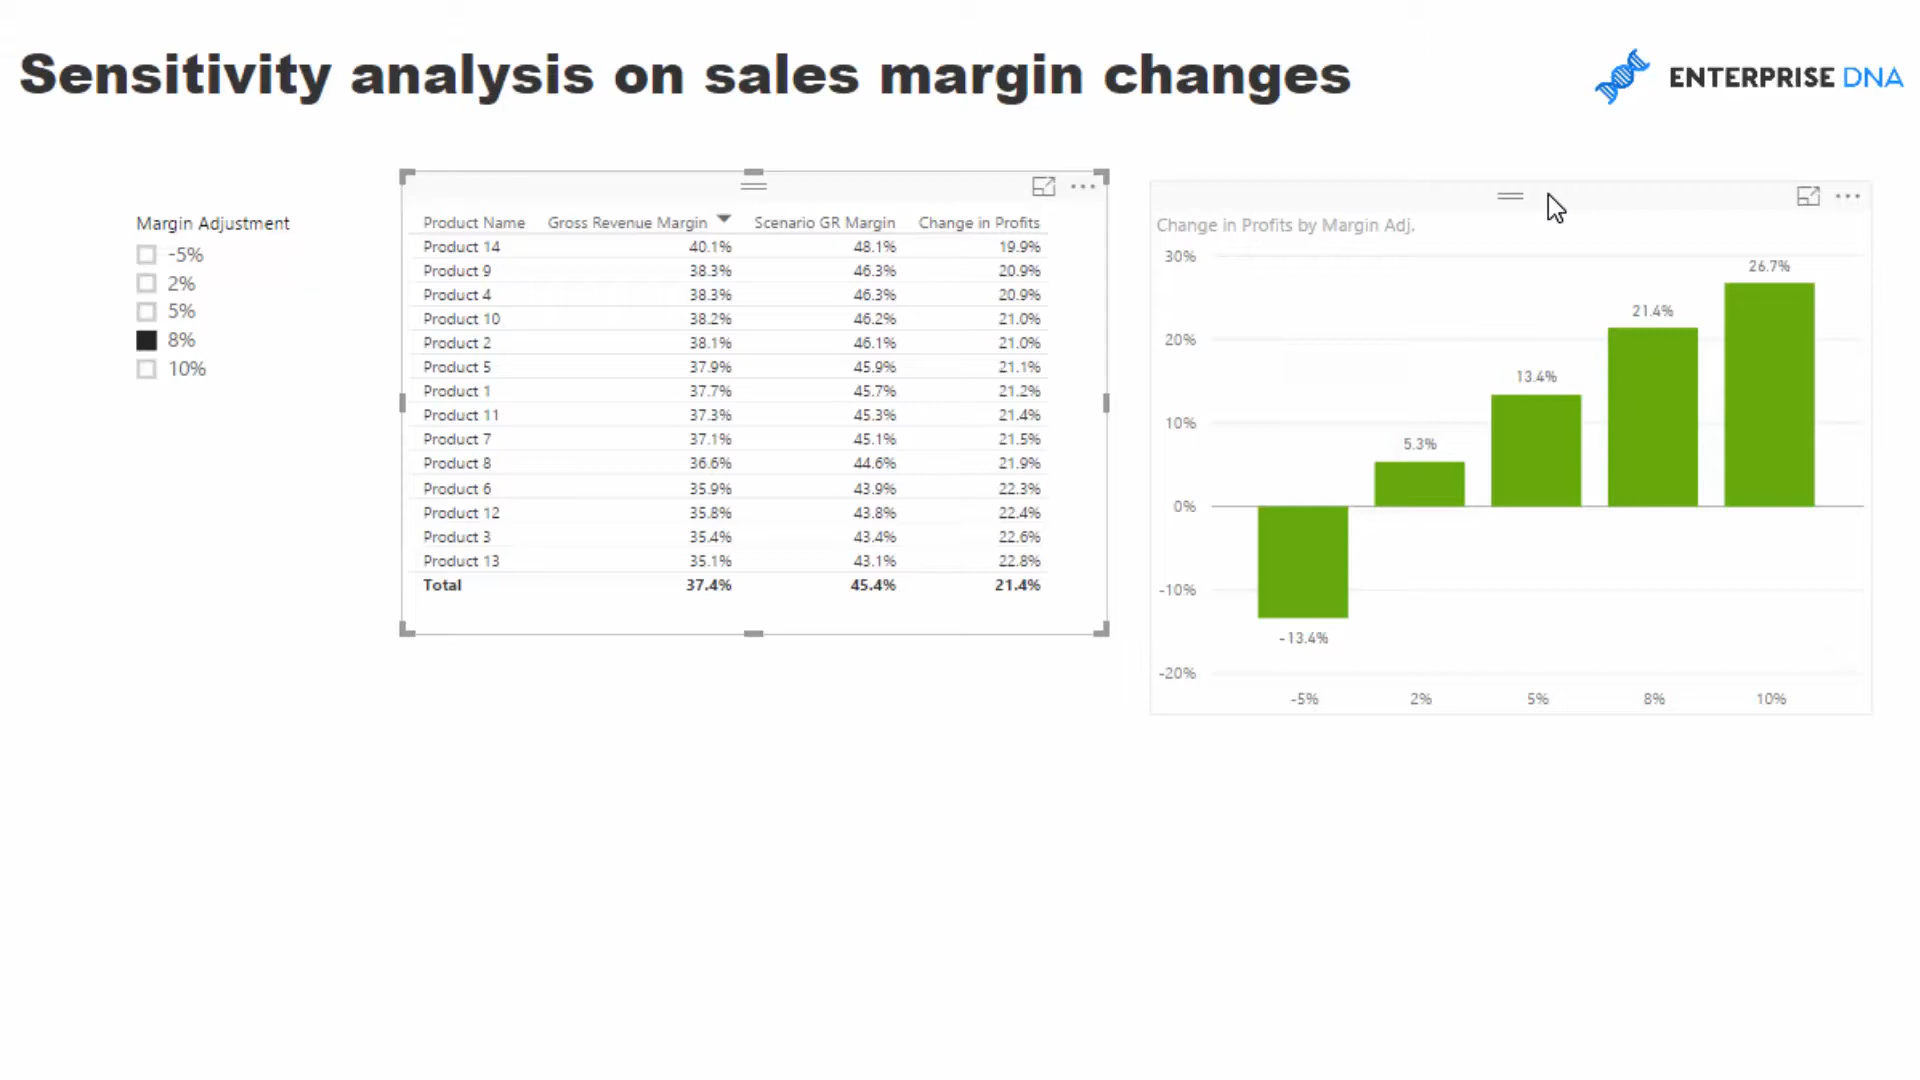 Sensitivity analysis on sales margin changes
ENTERPRISE DNA
Margin Adjustment
-5%
2%
5%
8%
10%
Product Name Gross Revenue Margin Scenario GR Margin Change in Profits
Product 14 40.1% 48.1% 19.9%
Product 9 38.3% 46.3% 20.9%
Product 4 38.3% 46.3% 20.9%
Product 10 38.2% 46.2% 21.0%
Product 2 38.1% 46.1% 21.0%
Product 5 37.9% 45.9% 21.1%
Product 1 37.7% 45.7% 21.2%
Product 11 37.3% 45.3% 21.4%
Product 7 37.1% 45.1% 21.5%
Product 8 36.6% 44.6% 21.9%
Product 6 35.9% 43.9% 22.3%
Product 12 35.8% 43.8% 22.4%
Product 3 35.4% 43.4% 22.6%
Product 13 35.1% 43.1% 22.8%
Total 37.4% 45.4% 21.4%
Change in Profits by Margin Adj.
30%
20%
10%
0%
-10%
-20%
-13.4%
5.3%
13.4%
21.4%
26.7%
-5% 2% 5% 8% 10%